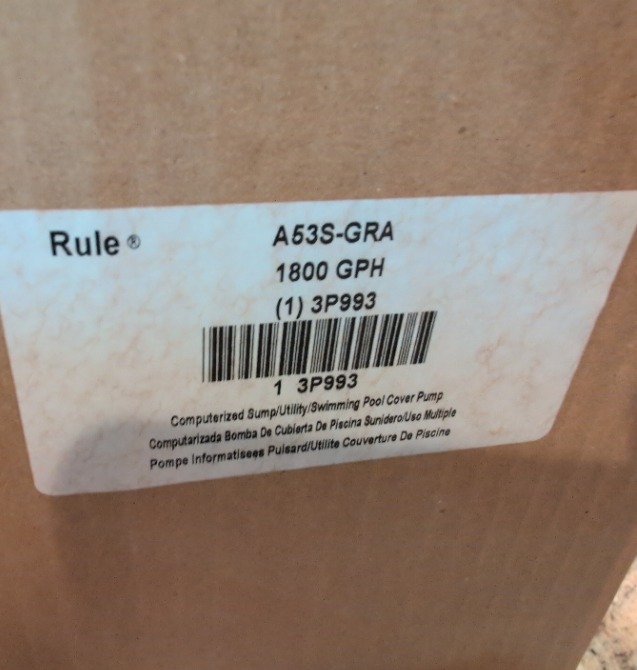 Rule ®
A53S-GRA
1800 GPH
(1) 3P993
1 3P993
Computerized Sump/Utility/Swimming Pool Cover Pump
Computarizada Bomba De Cubierta De Piscina Sunidero/Uso Multiple
Pompe Informatisees Puisard/Utilite Couverture De Piscine